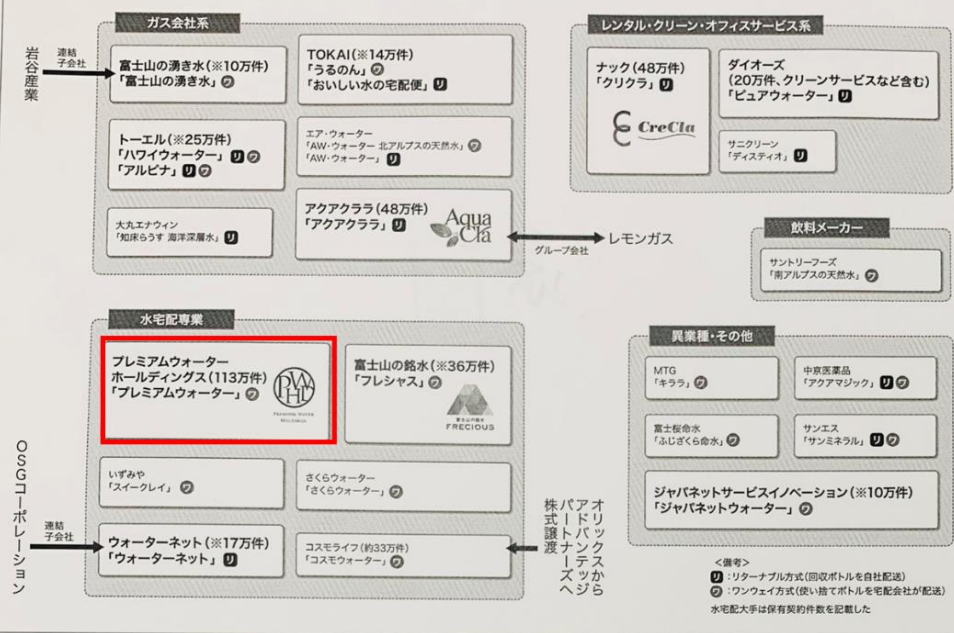 ガス会社系
岩谷産業
連結
子会社
富士山の湧き水(※10万件)
「富士山の湧き水」ワ
TOKAI(※14万件)
「うるのん」ワ
「おいしい水の宅配便」リ
トーエル(※25万件)
「ハワイウォーター」リワ
「アルピナ」リワ
エア・ウォーター
「AW・ウォーター 北アルプスの天然水」ワ
「AW・ウォーター」リ
大丸エナウィン
「知床らうす 海洋深層水」リ
アクアクララ(48万件)
「アクアクララ」リ
Aqua
Cla
グループ会社
レモンガス
レンタル・クリーン・オフィスサービス系
ナック(48万件)
「クリクラ」リ
CreCla
ダイオーズ
(20万件、クリーンサービスなど含む)
「ピュアウォーター」リ
サニクリーン
「ディスティオ」リ
飲料メーカー
サントリーフーズ
「南アルプスの天然水」ワ
水宅配専業
プレミアムウォーター
ホールディングス(113万件)
「プレミアムウォーター」ワ
PWHD
PREMIUM WATER
HOLDINGS
富士山の銘水(※36万件)
「フレシャス」ワ
富士山の銘水
FRECIOUS
いずみや
「スイークレイ」ワ
さくらウォーター
「さくらウォーター」ワ
OSGコーポレーション
連結
子会社
ウォーターネット(※17万件)
「ウォーターネット」リ
コスモライフ(約33万件)
「コスモウォーター」ワ
オリックスから
アドバンテッジ
パートナーズへ
株式譲渡
異業種・その他
MTG
「キララ」ワ
中京医薬品
「アクアマジック」リワ
富士桜命水
「ふじざくら命水」ワ
サンエス
「サンミネラル」リワ
ジャパネットサービスイノベーション(※10万件)
「ジャパネットウォーター」ワ
<備考>
リ:リターナブル方式(回収ボトルを自社配送)
ワ:ワンウェイ方式(使い捨てボトルを宅配会社が配送)
水宅配大手は保有契約件数を記載した